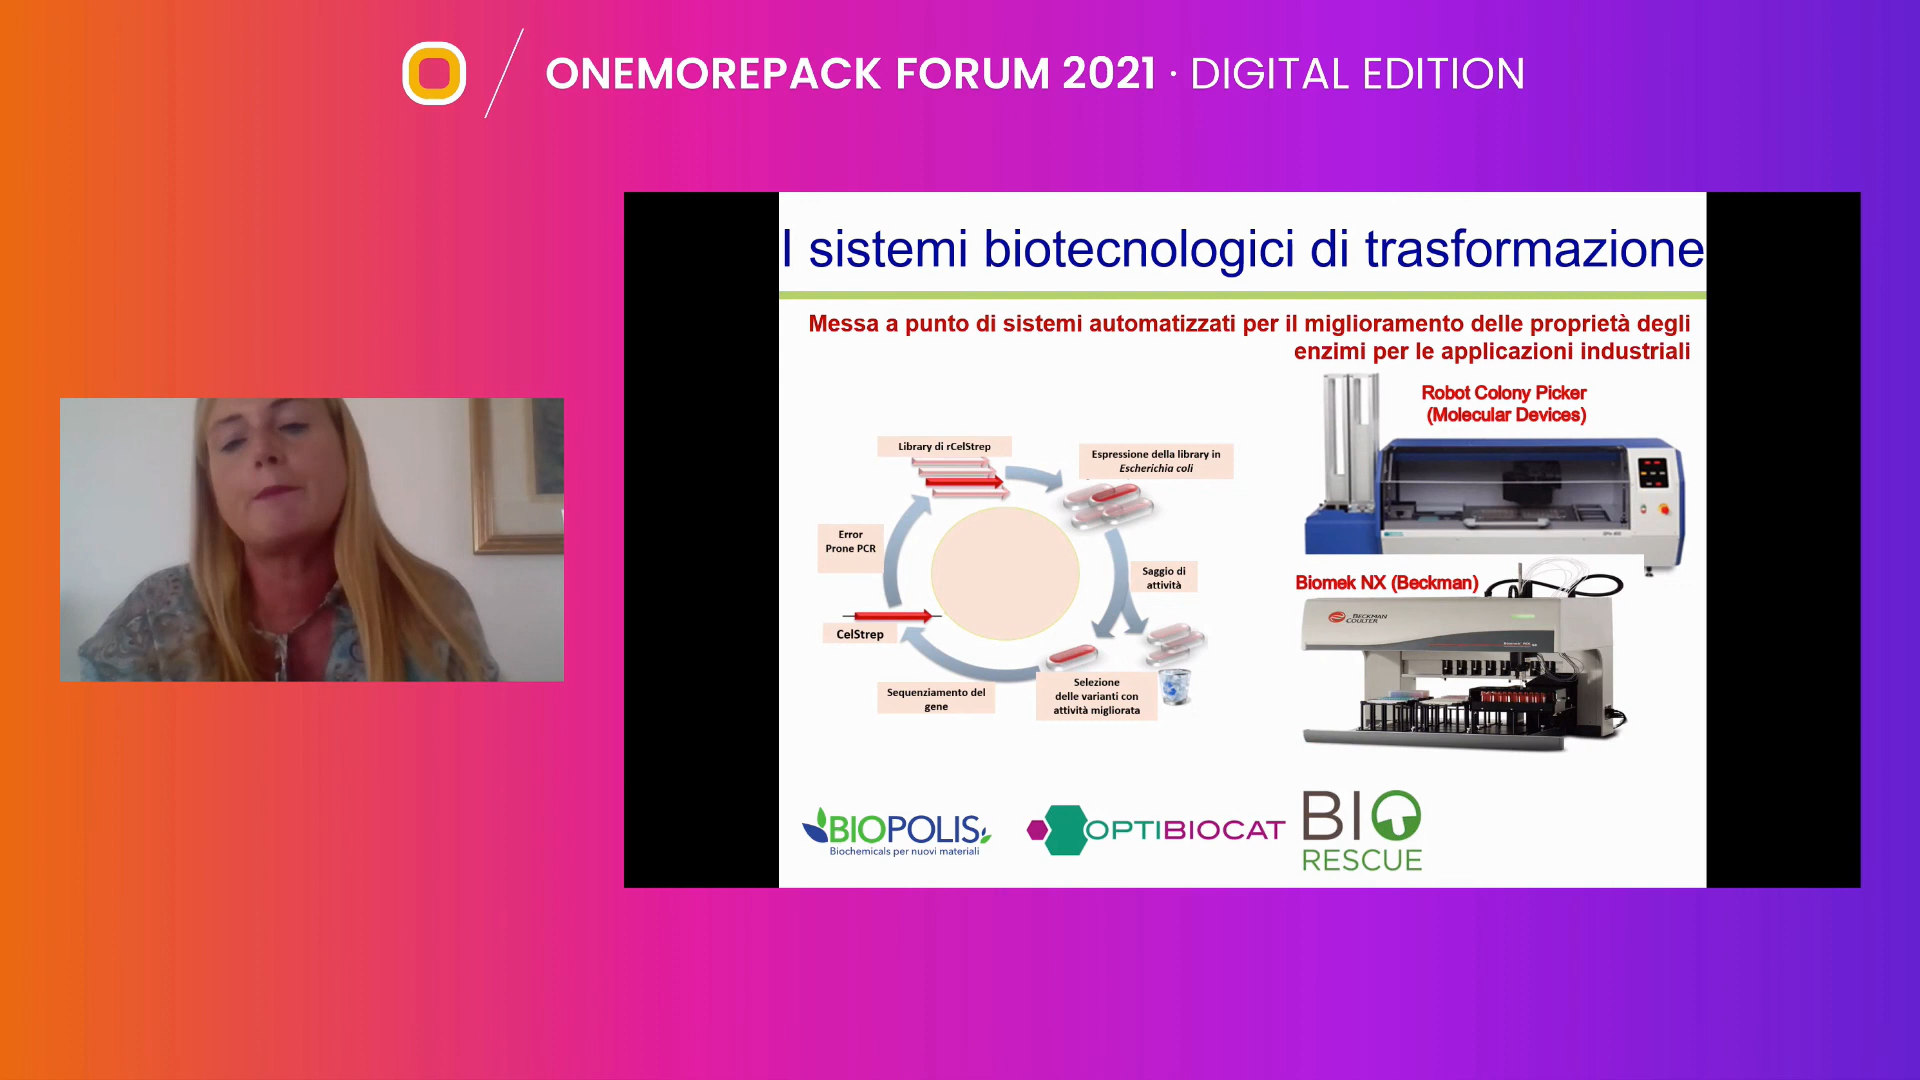 ONEMOREPACK FORUM 2021 · DIGITAL EDITION
I sistemi biotecnologici di trasformazione
Messa a punto di sistemi automatizzati per il miglioramento delle proprietà degli
enzimi per le applicazioni industriali
Robot Colony Picker
(Molecular Devices)
Library di rCelStrep
Espressione della library in
Escherichia coli
Error
Prone PCR
Saggio di
attività
CelStrep
Selezione
delle varianti con
attività migliorata
Sequenziamento del
gene
Biomek NX (Beckman)
BECKMAN
COULTER
BIOPOLIS
Biochemicals per nuovi materiali
OPTIBIOCAT
BIO
RESCUE